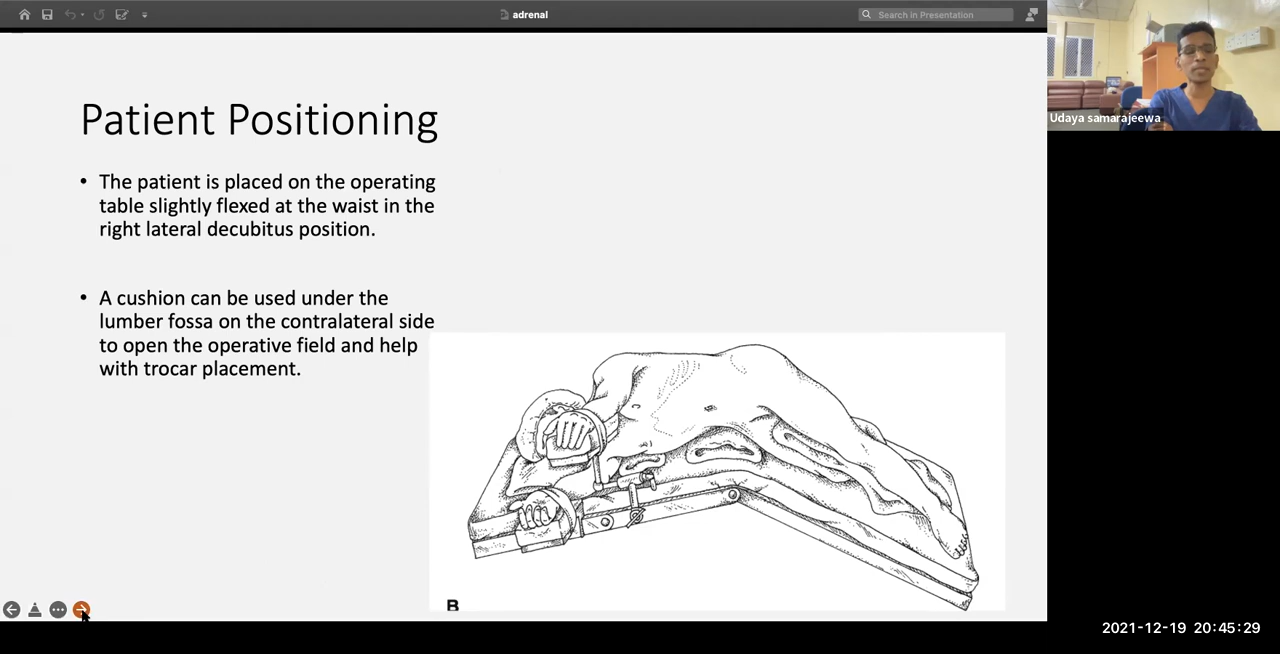 adrenal
Search in Presentation
Udaya samarajeewa
Patient Positioning
• The patient is placed on the operating
table slightly flexed at the waist in the
right lateral decubitus position.
• A cushion can be used under the
lumber fossa on the contralateral side
to open the operative field and help
with trocar placement.
B
2021-12-19 20:45:29